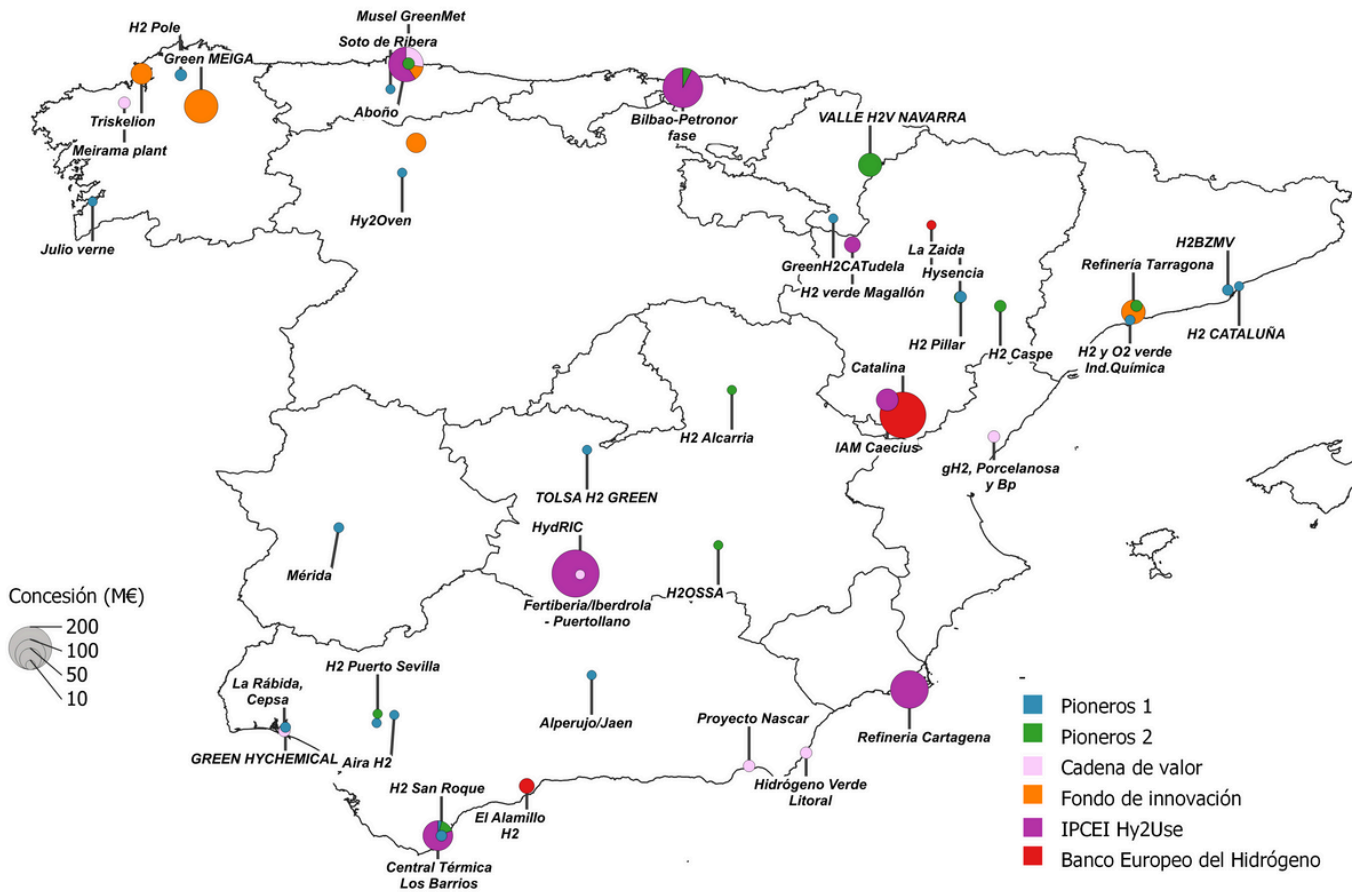 Musel GreenMet
H2 Pole
Soto de Ribera
Green MEIGA
Triskelion
Aboño
Meirama plant
Bilbao-Petronor
fase
VALLE H2V NAVARRA
Julio verne
Hy2Oven
La Zaida
H2BZMV
GreenH2CATudela
Hysencia
Refinería Tarragona
H2 verde Magallón
H2 Pillar
H2 Caspe
H2 y O2 verde
Ind.Química
H2 CATALUÑA
Catalina
H2 Alcarria
IAM Caecius
gH2, Porcelanosa
y Bp
TOLSA H2 GREEN
HydRIC
Mérida
H2OSSA
Fertiberia/Iberdrola
- Puertollano
Concesión (M€)
200
100
50
10
H2 Puerto Sevilla
La Rábida,
Cepsa
Alperujo/Jaen
Proyecto Nascar
Refineria Cartagena
GREEN HYCHEMICAL
Aira H2
Hidrógeno Verde
Litoral
H2 San Roque
El Alamillo
H2
Central Térmica
Los Barrios
Pioneros 1
Pioneros 2
Cadena de valor
Fondo de innovación
IPCEI Hy2Use
Banco Europeo del Hidrógeno